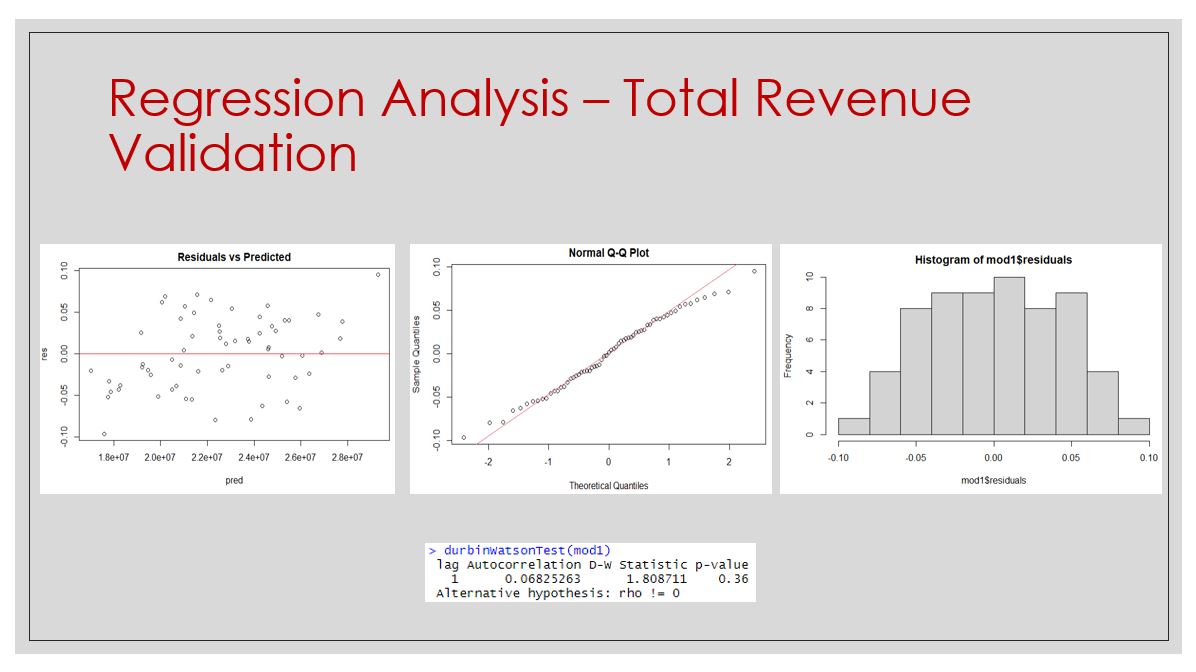 Regression Analysis – Total Revenue
Validation
Residuals vs Predicted
res
0.10
0.05
0.00
-0.05
-0.10
1.8e+07 2.0e+07 2.2e+07 2.4e+07 2.6e+07 2.8e+07
pred
Normal Q-Q Plot
Sample Quantiles
0.10
0.05
0.00
-0.05
-0.10
-2 -1 0 1 2
Theoretical Quantiles
Histogram of mod1$residuals
Frequency
10
8
6
4
2
0
-0.10 -0.05 0.00 0.05 0.10
mod1$residuals
> durbinWatsonTest(mod1)
lag Autocorrelation D-W Statistic p-value
1 0.06825263 1.808711 0.36
Alternative hypothesis: rho != 0